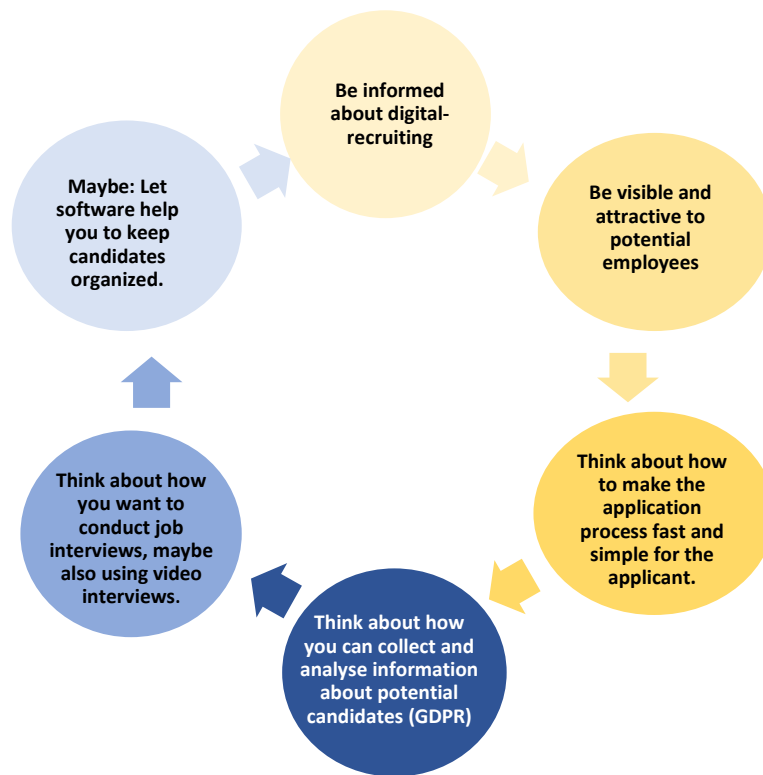 Be informed
about digital-
recruiting
Be visible and
attractive to
potential
employees
Think about how
to make the
application
process fast and
simple for the
applicant.
Think about how
you can collect and
analyse information
about potential
candidates (GDPR)
Think about how
you want to
conduct job
interviews, maybe
also using video
interviews.
Maybe: Let
software help
you to keep
candidates
organized.